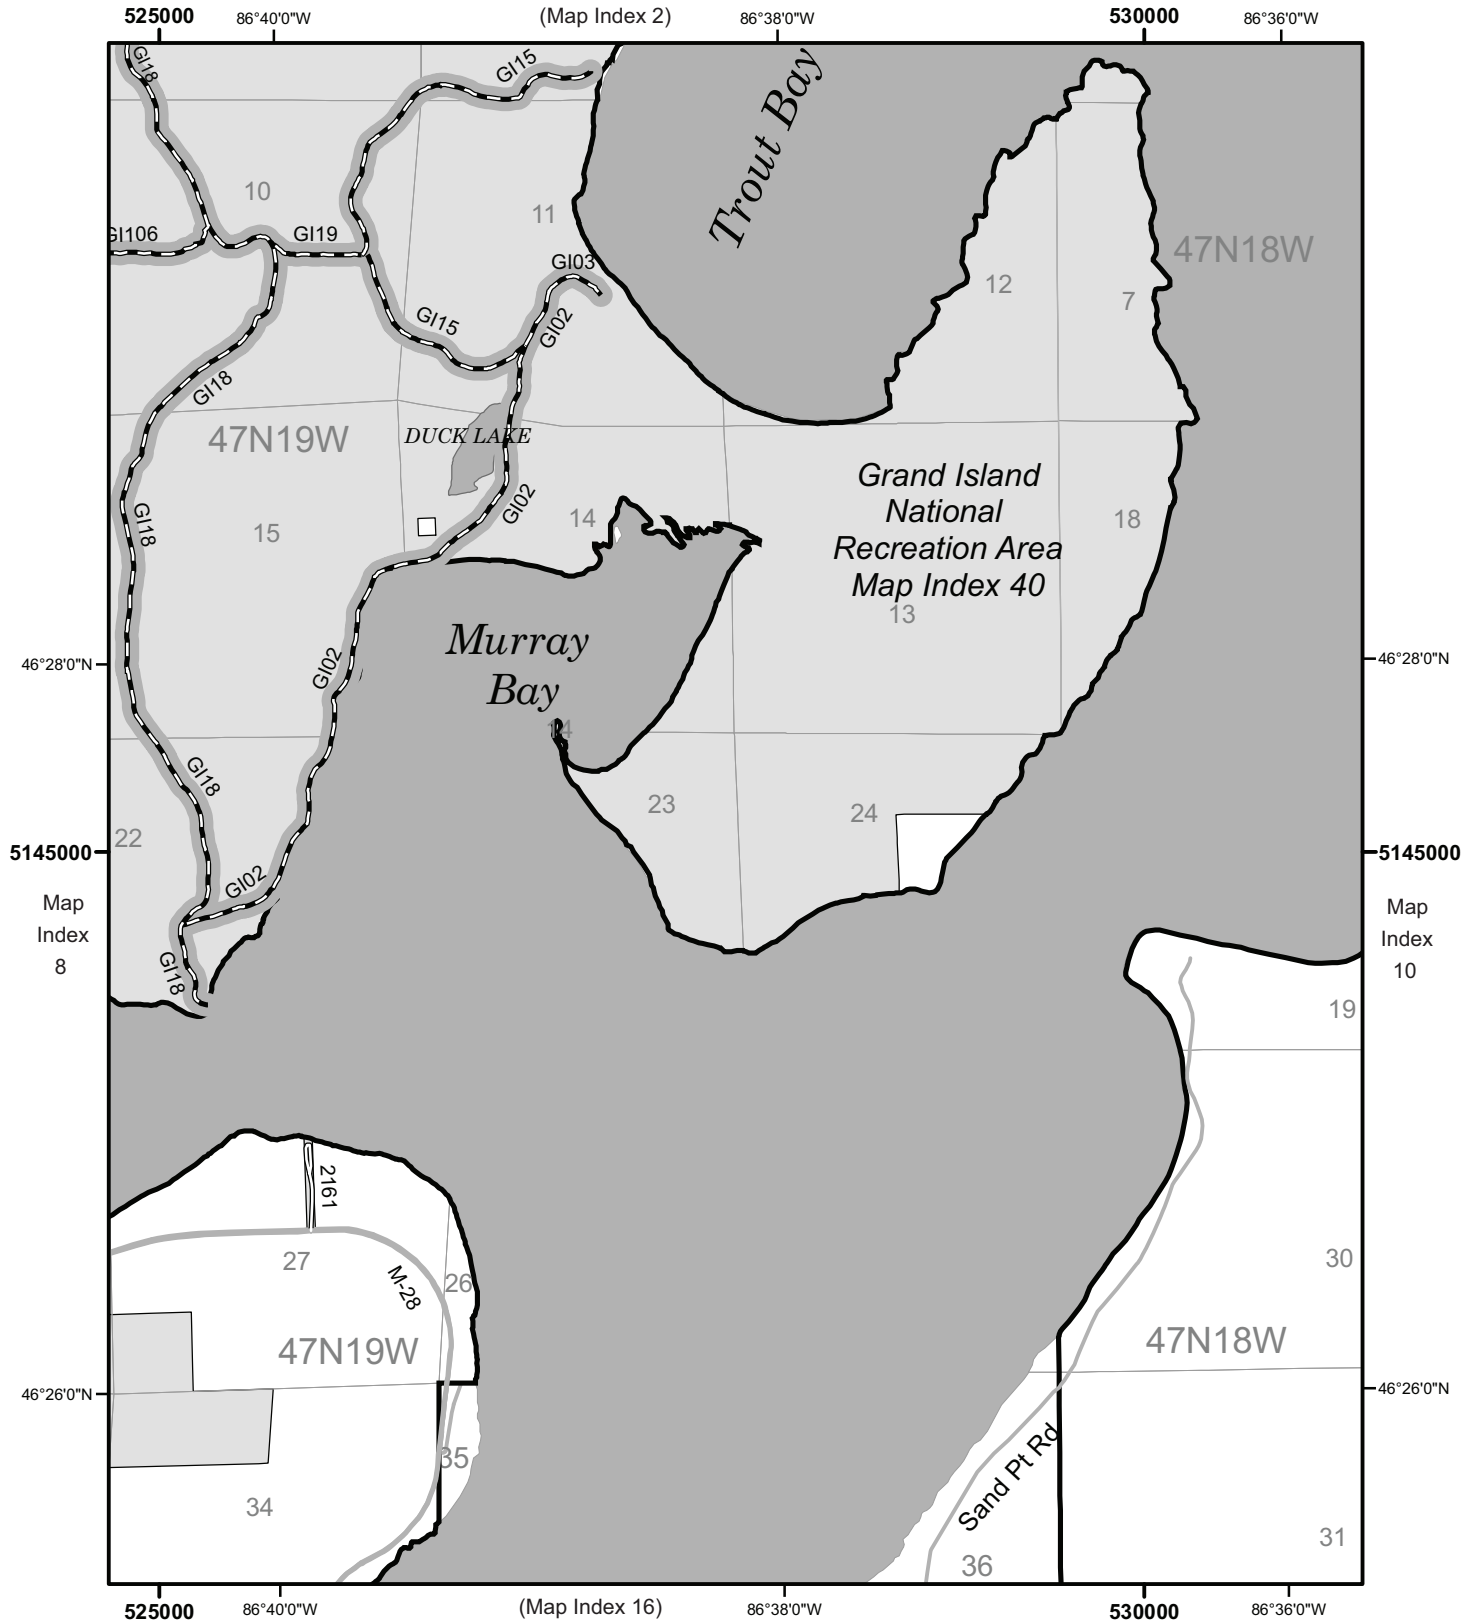 525000
86°40'0"W
(Map Index 2)
86°38'0"W
530000
86°36'0"W
GI18
GI15
Trout Bay
10
11
GI106
GI19
47N18W
GI03
12
7
GI15
GI02
GI18
47N19W
DUCK LAKE
Grand Island
National
Recreation Area
Map Index 40
GI18
15
GI02
14
18
13
Murray
Bay
46°28'0"N
46°28'0"N
GI02
14
GI18
23
24
22
5145000
5145000
GI02
Map
Index
8
Map
Index
10
GI18
19
2161
27
M-28
26
30
47N19W
47N18W
46°26'0"N
46°26'0"N
35
Sand Pt Rd
34
36
31
525000
86°40'0"W
(Map Index 16)
86°38'0"W
530000
86°36'0"W